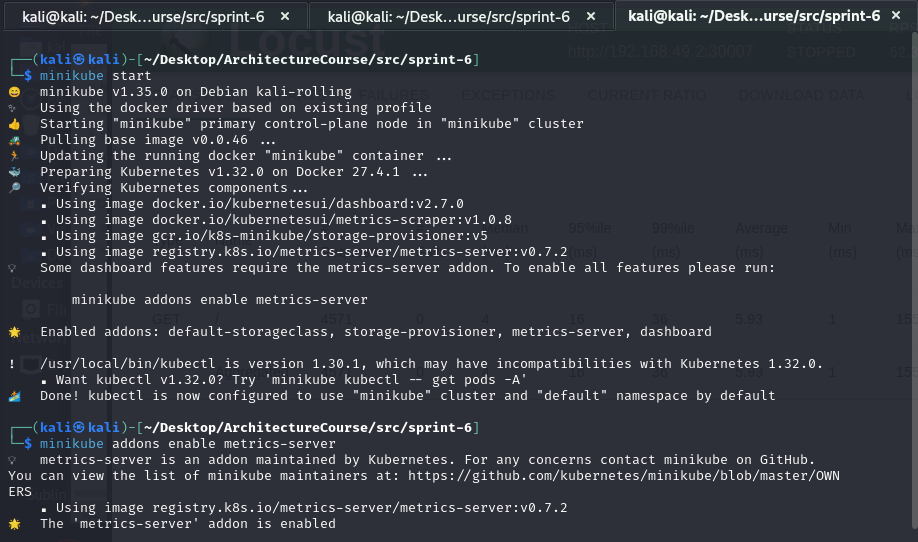 kali@kali: ~/Desk...urse/src/sprint-6 ✕ kali@kali: ~/Desk...urse/src/sprint-6 ✕ kali@kali: ~/Desk...urse/src/sprint-6 ✕
┌──(kali㉿kali)-[~/Desktop/ArchitectureCourse/src/sprint-6]
└─$ minikube start
😄 minikube v1.35.0 on Debian kali-rolling
✨ Using the docker driver based on existing profile
👍 Starting "minikube" primary control-plane node in "minikube" cluster
🚜 Pulling base image v0.0.46 ...
🏃 Updating the running docker "minikube" container ...
🐳 Preparing Kubernetes v1.32.0 on Docker 27.4.1 ...
🔎 Verifying Kubernetes components...
▪ Using image docker.io/kubernetesui/dashboard:v2.7.0
▪ Using image docker.io/kubernetesui/metrics-scraper:v1.0.8
▪ Using image gcr.io/k8s-minikube/storage-provisioner:v5
▪ Using image registry.k8s.io/metrics-server/metrics-server:v0.7.2
💡 Some dashboard features require the metrics-server addon. To enable all features please run:
minikube addons enable metrics-server
🌟 Enabled addons: default-storageclass, storage-provisioner, metrics-server, dashboard
! /usr/local/bin/kubectl is version 1.30.1, which may have incompatibilities with Kubernetes 1.32.0.
▪ Want kubectl v1.32.0? Try 'minikube kubectl -- get pods -A'
🏄 Done! kubectl is now configured to use "minikube" cluster and "default" namespace by default
┌──(kali㉿kali)-[~/Desktop/ArchitectureCourse/src/sprint-6]
└─$ minikube addons enable metrics-server
💡 metrics-server is an addon maintained by Kubernetes. For any concerns contact minikube on GitHub.
You can view the list of minikube maintainers at: https://github.com/kubernetes/minikube/blob/master/OWN
ERS
▪ Using image registry.k8s.io/metrics-server/metrics-server:v0.7.2
🌟 The 'metrics-server' addon is enabled